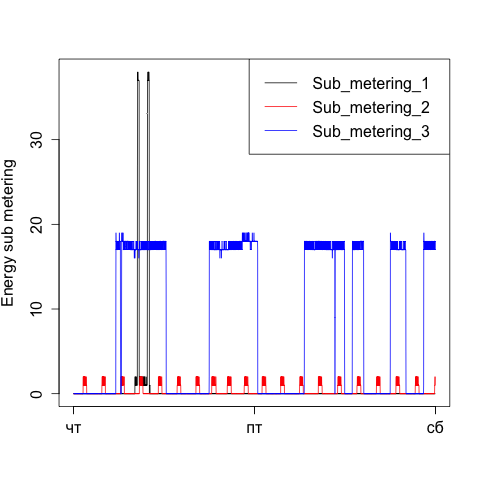 Sub_metering_1
Sub_metering_2
Sub_metering_3
Energy sub metering
30
20
10
0
чт
пт
сб